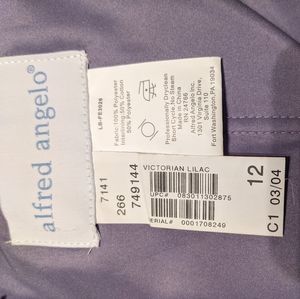 alfred angelo®
LB-FE3026
Fabric:100% Polyester
Interlining:50% Cotton
50% Polyester
Professionally Dryclean
Short Cycle,No Steam
Made in China
RN 24766
Alfred Angelo Inc.
1301 Virginia Drive,
Suite 110
Fort Washington,PA 19034
7141
266
749144
VICTORIAN LILAC
UPC# 083011302875
SERIAL# 0001708249
12
C1 03/04